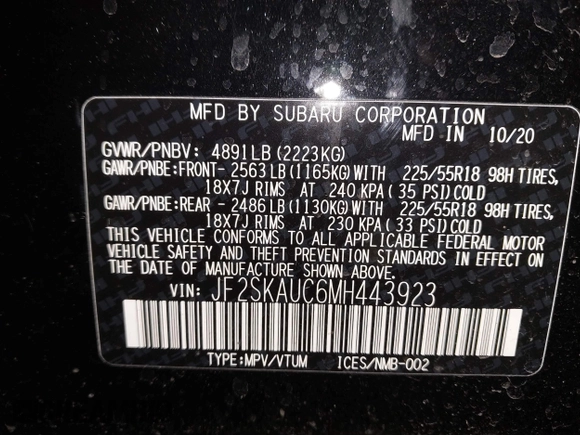 MFD BY SUBARU CORPORATION
MFD IN 10/20
GVWR/PNBV: 4891LB (2223KG)
GAWR/PNBE:FRONT- 2563 LB (1165KG) WITH 225/55R18 98H TIRES,
18X7J RIMS AT 240 KPA (35 PSI) COLD
GAWR/PNBE:REAR - 2486 LB (1130KG) WITH 225/55R18 98H TIRES,
18X7J RIMS AT 230 KPA (33 PSI) COLD
THIS VEHICLE CONFORMS TO ALL APPLICABLE FEDERAL MOTOR
VEHICLE SAFETY AND THEFT PREVENTION STANDARDS IN EFFECT ON
THE DATE OF MANUFACTURE SHOWN ABOVE.
VIN: JF2SKAUC6MH443923
TYPE:MPV/VTUM ICES/NMB-002